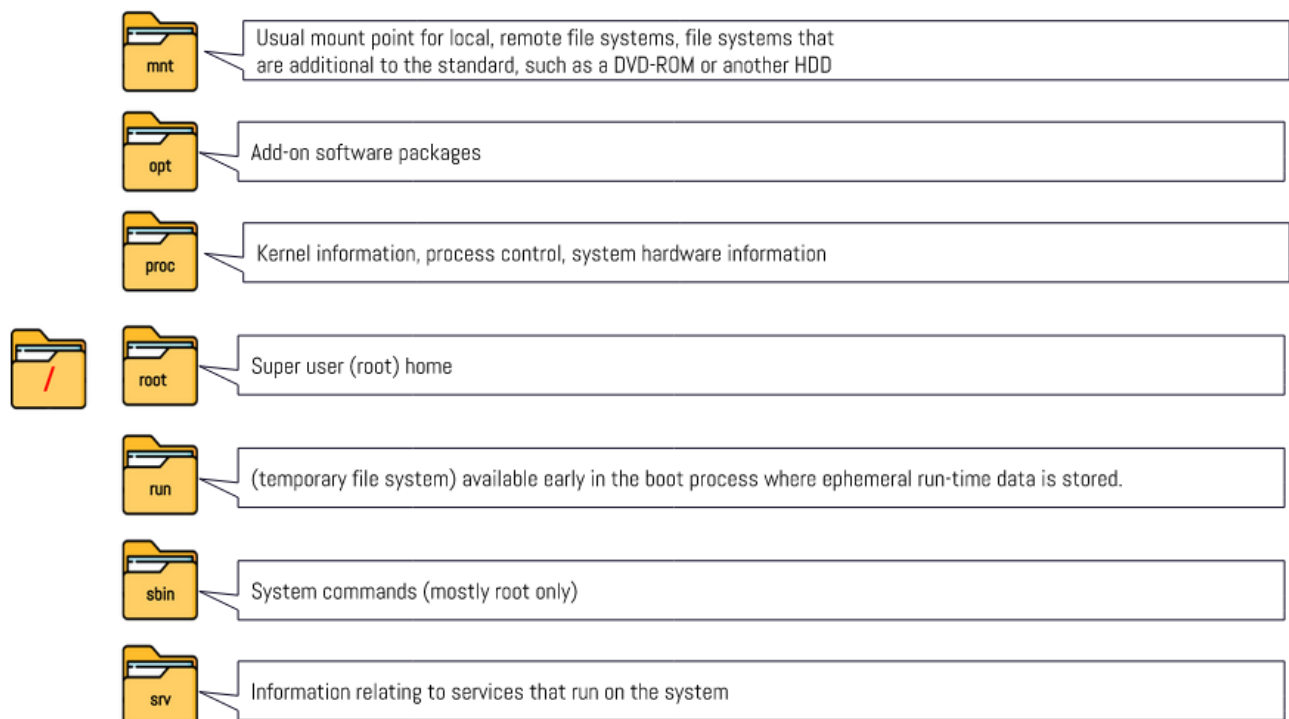 mnt
Usual mount point for local, remote file systems, file systems that
are additional to the standard, such as a DVD-ROM or another HDD
opt
Add-on software packages
proc
Kernel information, process control, system hardware information
/
root
Super user (root) home
run
(temporary file system) available early in the boot process where ephemeral run-time data is stored.
sbin
System commands (mostly root only)
srv
Information relating to services that run on the system